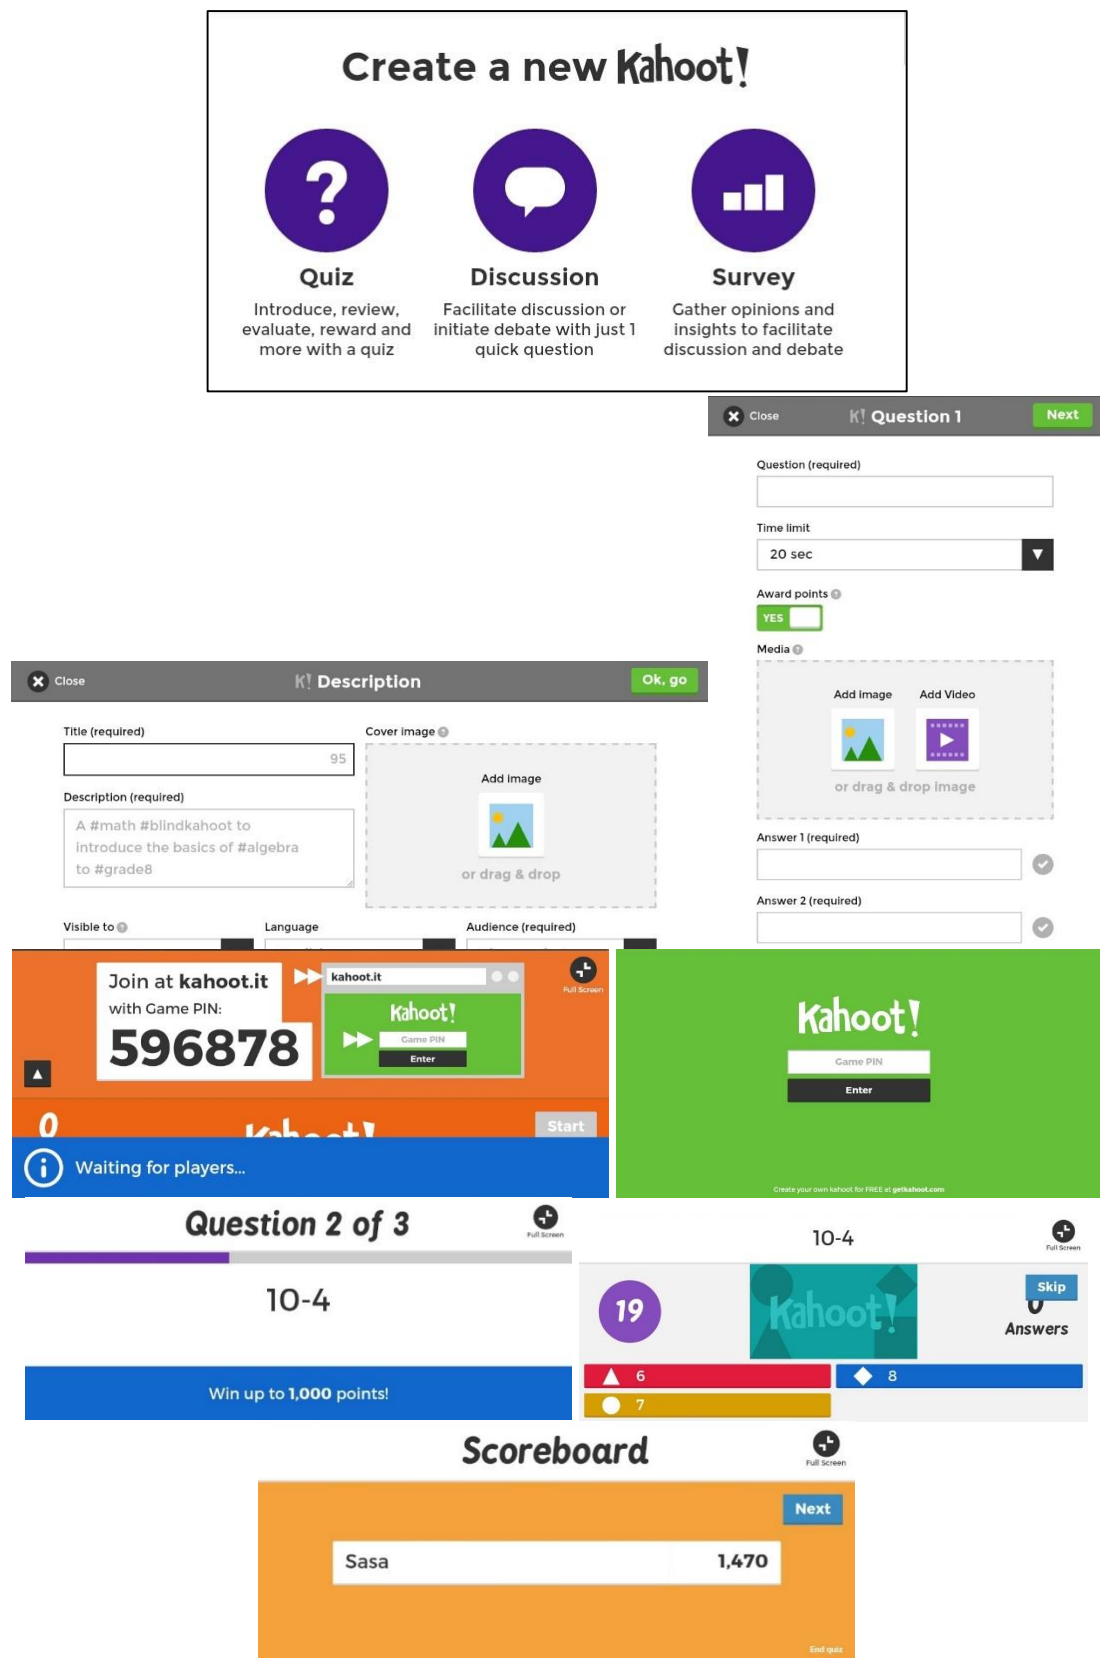 Create a new Kahoot!
Quiz
Introduce, review,
evaluate, reward and
more with a quiz
Discussion
Facilitate discussion or
initiate debate with just 1
quick question
Survey
Gather opinions and
insights to facilitate
discussion and debate
Close
K! Question 1
Next
Question (required)
Time limit
20 sec
Award points
YES
Media
Add image
Add Video
or drag & drop image
Answer 1 (required)
Answer 2 (required)
Close
K! Description
Ok, go
Title (required)
95
Description (required)
A #math #blindkahoot to
introduce the basics of #algebra
to #grade8
Cover image
Add image
or drag & drop
Visible to
Language
Audience (required)
Join at kahoot.it
with Game PIN:
596878
kahoot.it
Kahoot!
Game PIN
Enter
Full Screen
0
Kahoot!
Start
Waiting for players...
Kahoot!
Game PIN
Enter
Create your own kahoot for FREE at getkahoot.com
Question 2 of 3
Full Screen
10-4
Win up to 1,000 points!
10-4
Full Screen
19
Kahoot!
Skip
0
Answers
6
8
7
Scoreboard
Full Screen
Next
Sasa 1,470
End quiz